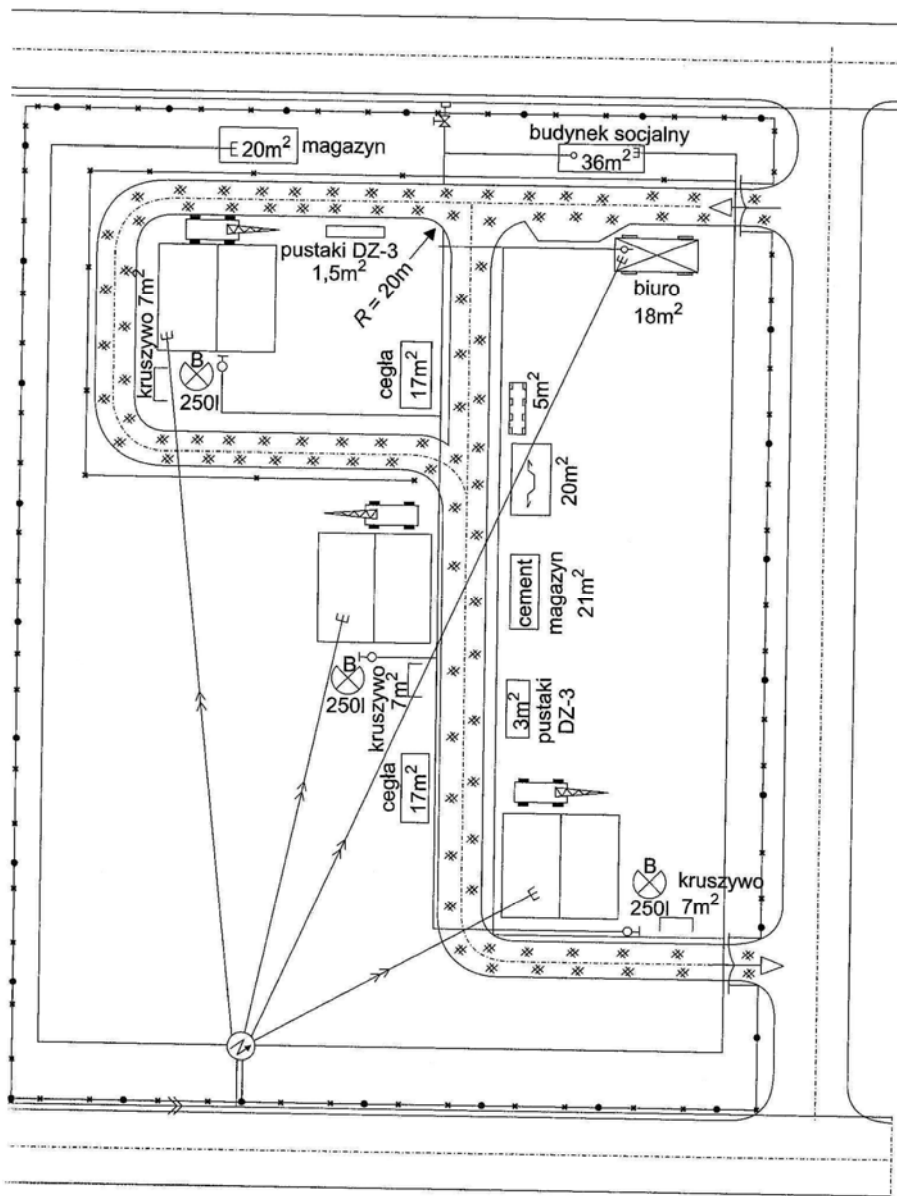 E 20m² magazyn
budynek socjalny
36m² E
pustaki DZ-3
1,5m²
R = 20m
E
biuro
18m²
kruszywo 7m²
E
B
250l
cegła
17m²
5m²
20m²
cement
magazyn
21m²
E
B
250l
kruszywo
7m²
3m²
pustaki
DZ-3
cegła
17m²
E
B
250l
kruszywo
7m²